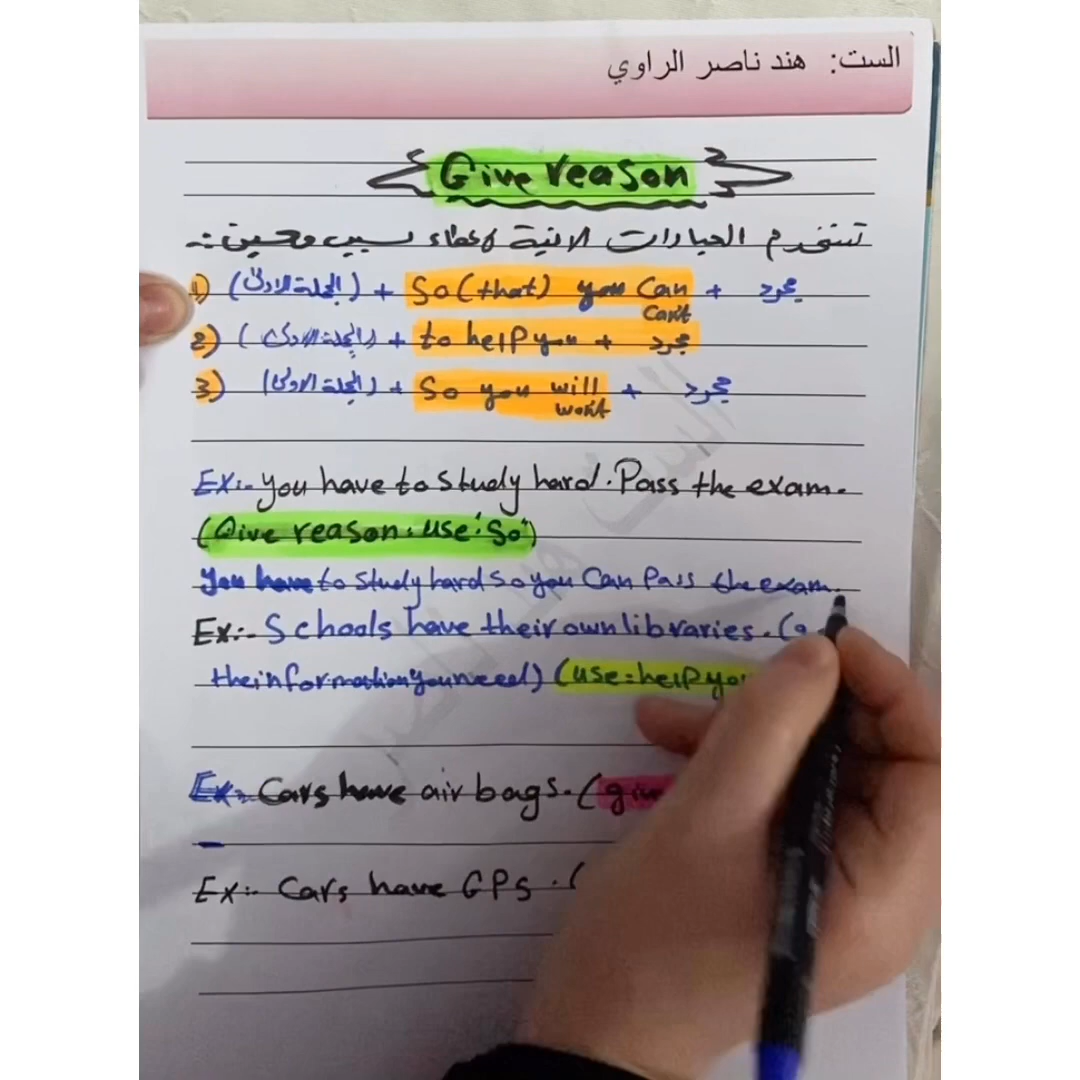 الست: هند ناصر الراوي
Give reason
تستخدم العبارات الاتية لاعطاء سبب معين :-
1) (الجملة الاولى) + So (that) you Can + مجرد
Can't
2) (الجملة الاولى) + to help you + مجرد
3) (الجملة الاولى) + So you will + مجرد
won't
EX:- you have to study hard. Pass the exam.
(Give reason: use "So")
You have to study hard so you Can Pass the exam.
Ex:- Schools have their own libraries. (
the information you need) (use: help you
Ex:- Cars have air bags. (give
Ex:- Cars have GPS. (